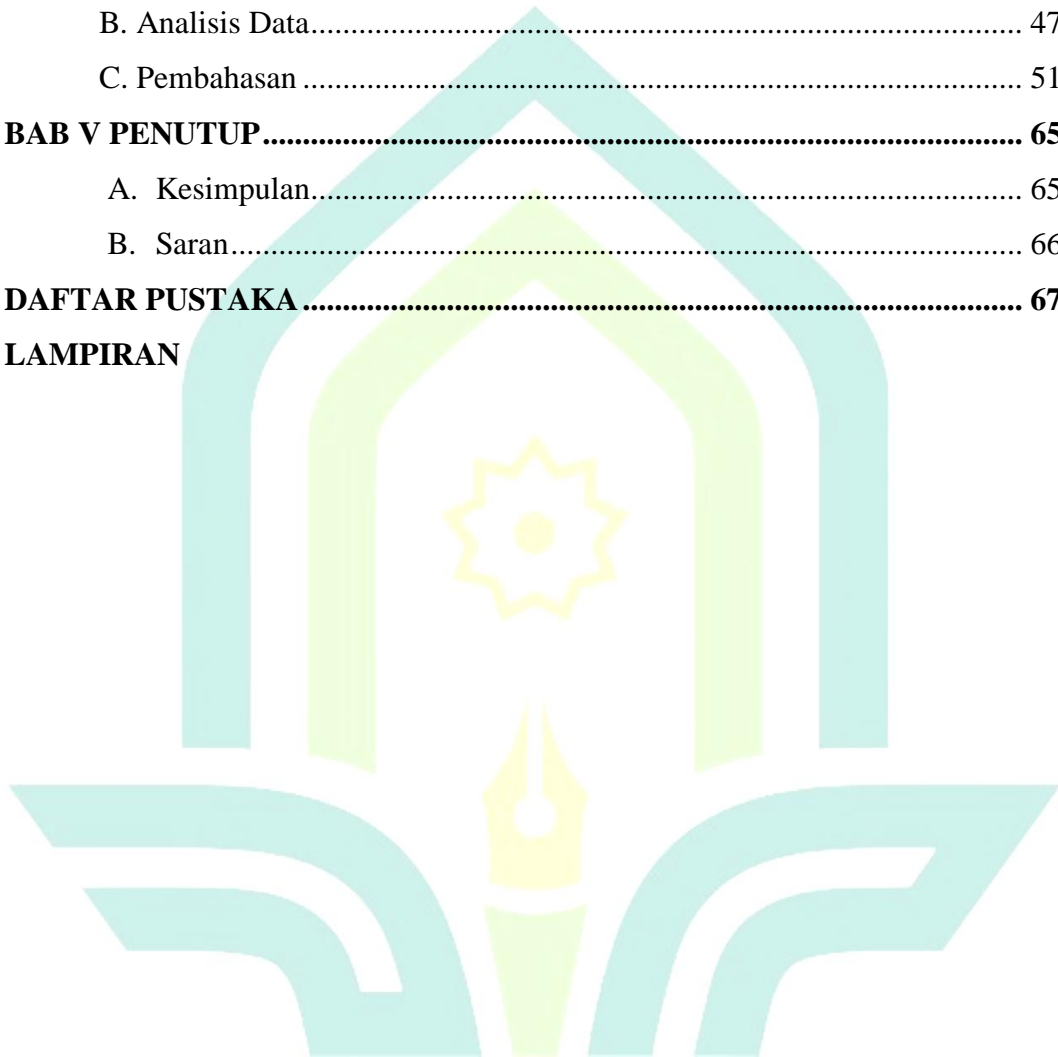 B. Analisis Data.................................................................................... 47
C. Pembahasan .................................................................................... 51
BAB V PENUTUP.................................................................................... 65
A. Kesimpulan.................................................................................... 65
B. Saran.................................................................................... 66
DAFTAR PUSTAKA .................................................................................... 67
LAMPIRAN